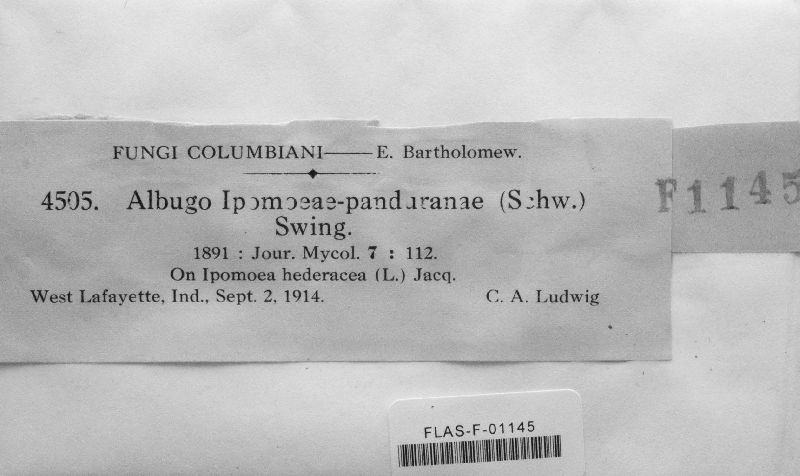 FUNGI COLUMBIANI—E. Bartholomew.
4505. Albugo Ipomoeae-panduranae (Schw.)
Swing.
1891 : Jour. Mycol. 7 : 112.
On Ipomoea hederacea (L.) Jacq.
West Lafayette, Ind., Sept. 2, 1914. C. A. Ludwig
F1145
FLAS-F-01145